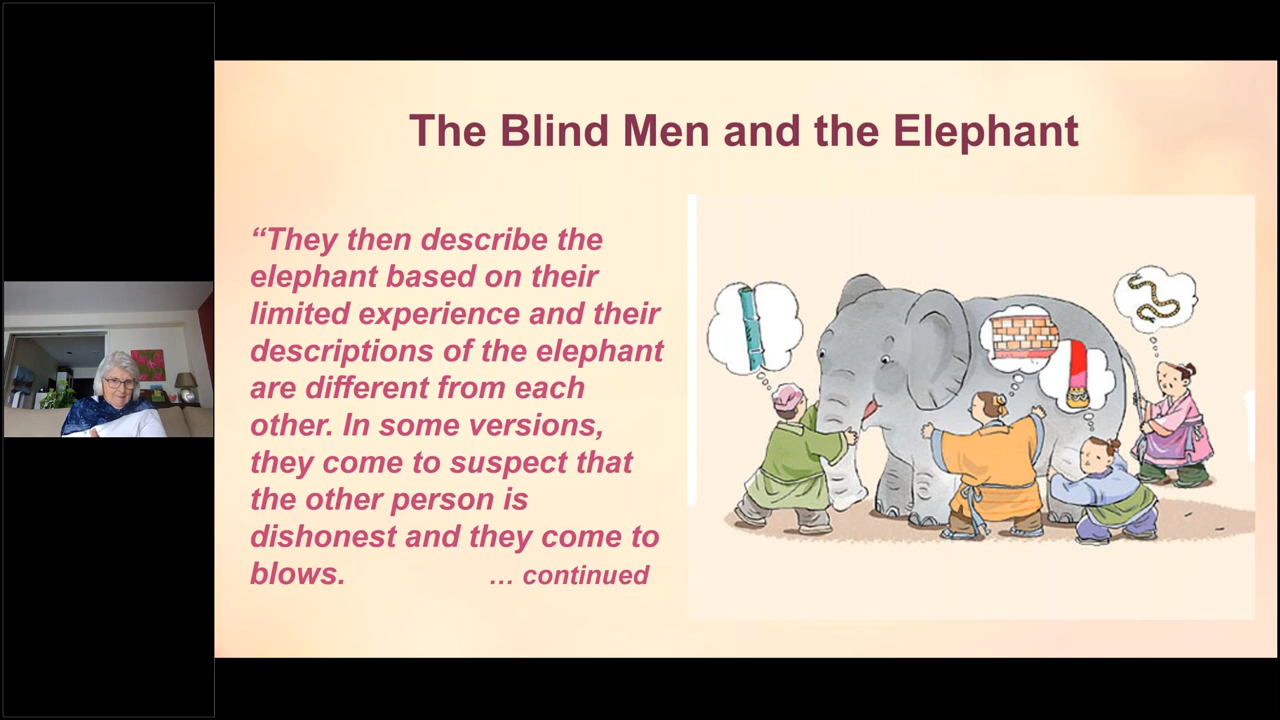 The Blind Men and the Elephant
“They then describe the
elephant based on their
limited experience and their
descriptions of the elephant
are different from each
other. In some versions,
they come to suspect that
the other person is
dishonest and they come to
blows. … continued